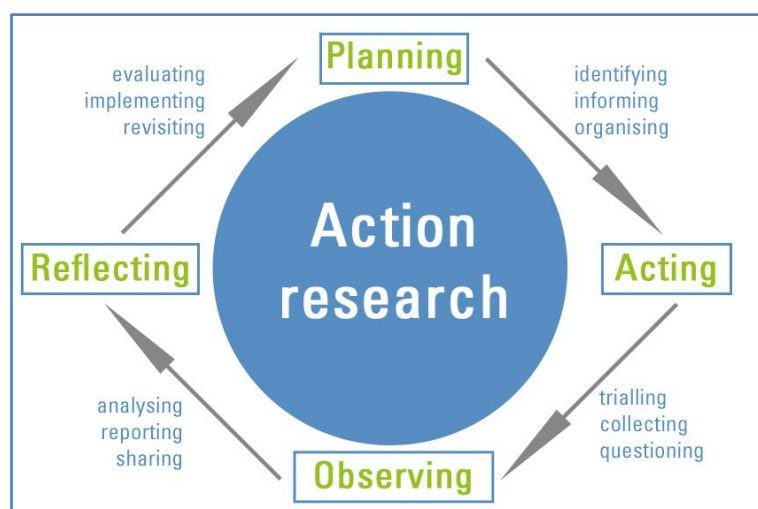 Planning
evaluating
implementing
revisiting
identifying
informing
organising
Action
research
Reflecting
Acting
analysing
reporting
sharing
trialling
collecting
questioning
Observing